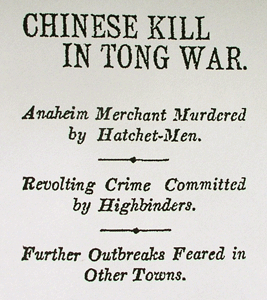 CHINESE KILL
IN TONG WAR.
Anaheim Merchant Murdered
by Hatchet-Men.
Revolting Crime Committed
by Highbinders.
Further Outbreaks Feared in
Other Towns.